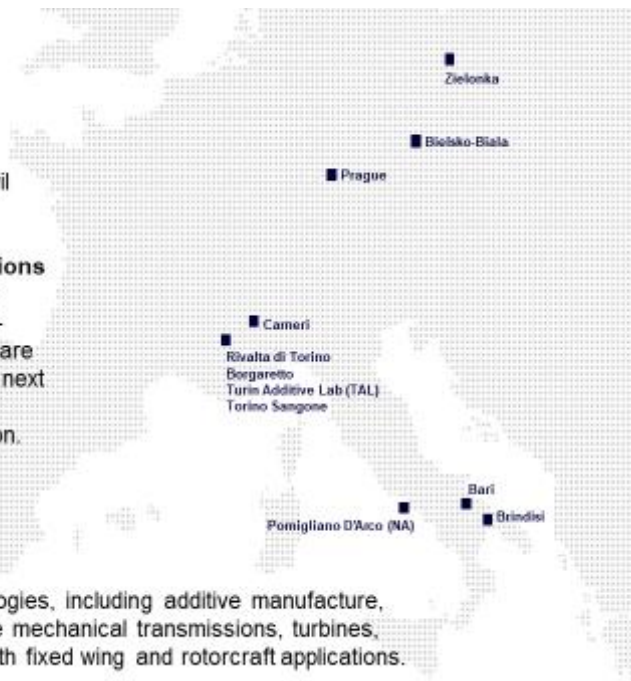 Zielonka
Bielsko-Biala
Prague
il
ions
Cameri
are
Rivalta di Torino
next
Borgaretto
Turin Additive Lab (TAL)
Torino Sangone
on.
Bari
Brindisi
Pomigliano D'Arco (NA)
ogies, including additive manufacture,
e mechanical transmissions, turbines,
th fixed wing and rotorcraft applications.